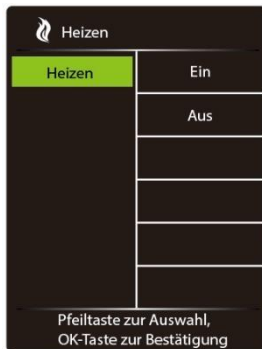 Heizen
Heizen
Ein
Aus
Pfeiltaste zur Auswahl,
OK-Taste zur Bestätigung